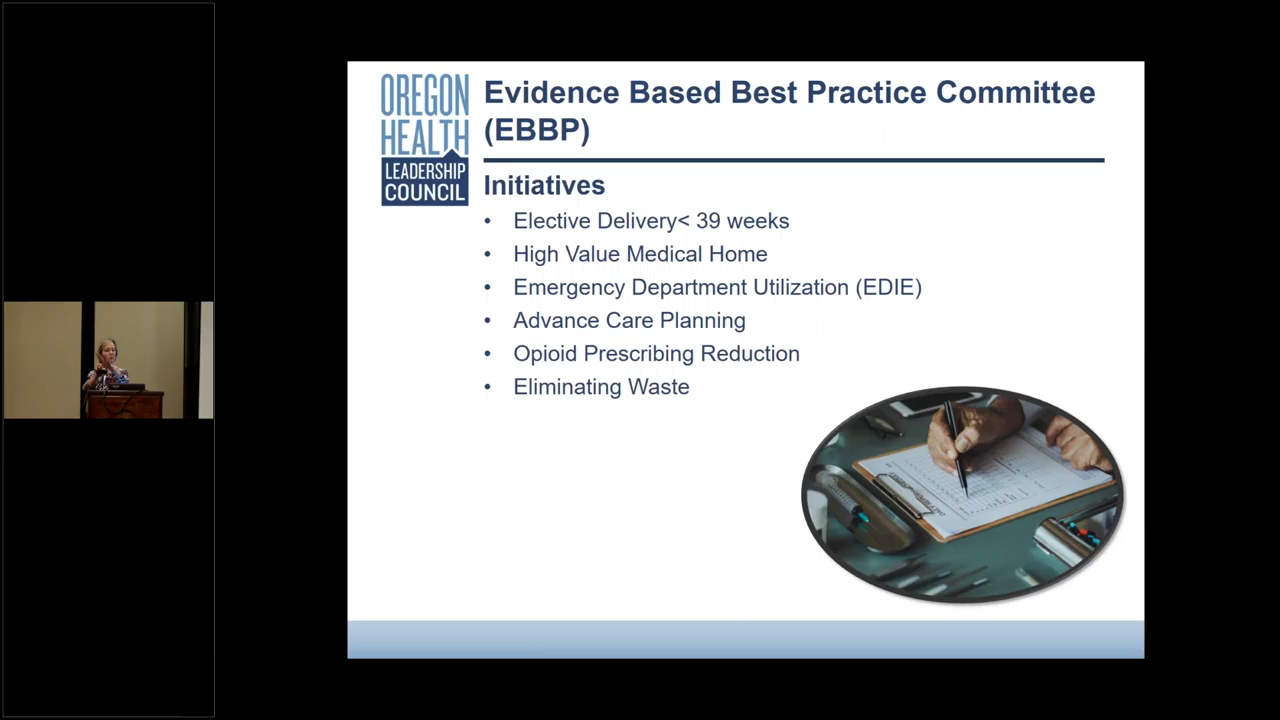 OREGON
HEALTH
LEADERSHIP
COUNCIL
Evidence Based Best Practice Committee
(EBBP)
Initiatives
• Elective Delivery< 39 weeks
• High Value Medical Home
• Emergency Department Utilization (EDIE)
• Advance Care Planning
• Opioid Prescribing Reduction
• Eliminating Waste